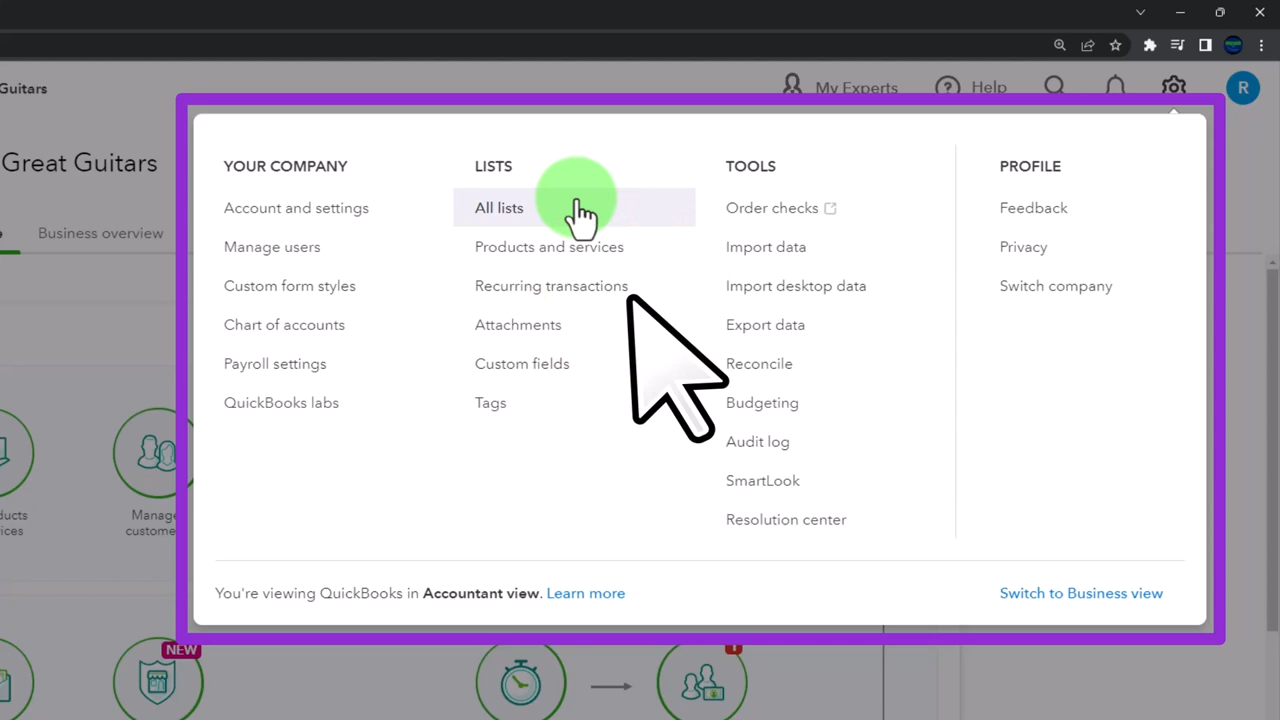 Guitars
My Experts
Help
R
Great Guitars
Business overview
YOUR COMPANY
Account and settings
Manage users
Custom form styles
Chart of accounts
Payroll settings
QuickBooks labs
LISTS
All lists
Products and services
Recurring transactions
Attachments
Custom fields
Tags
TOOLS
Order checks
Import data
Import desktop data
Export data
Reconcile
Budgeting
Audit log
SmartLook
Resolution center
PROFILE
Feedback
Privacy
Switch company
You're viewing QuickBooks in Accountant view. Learn more
Switch to Business view
Manage
NEW